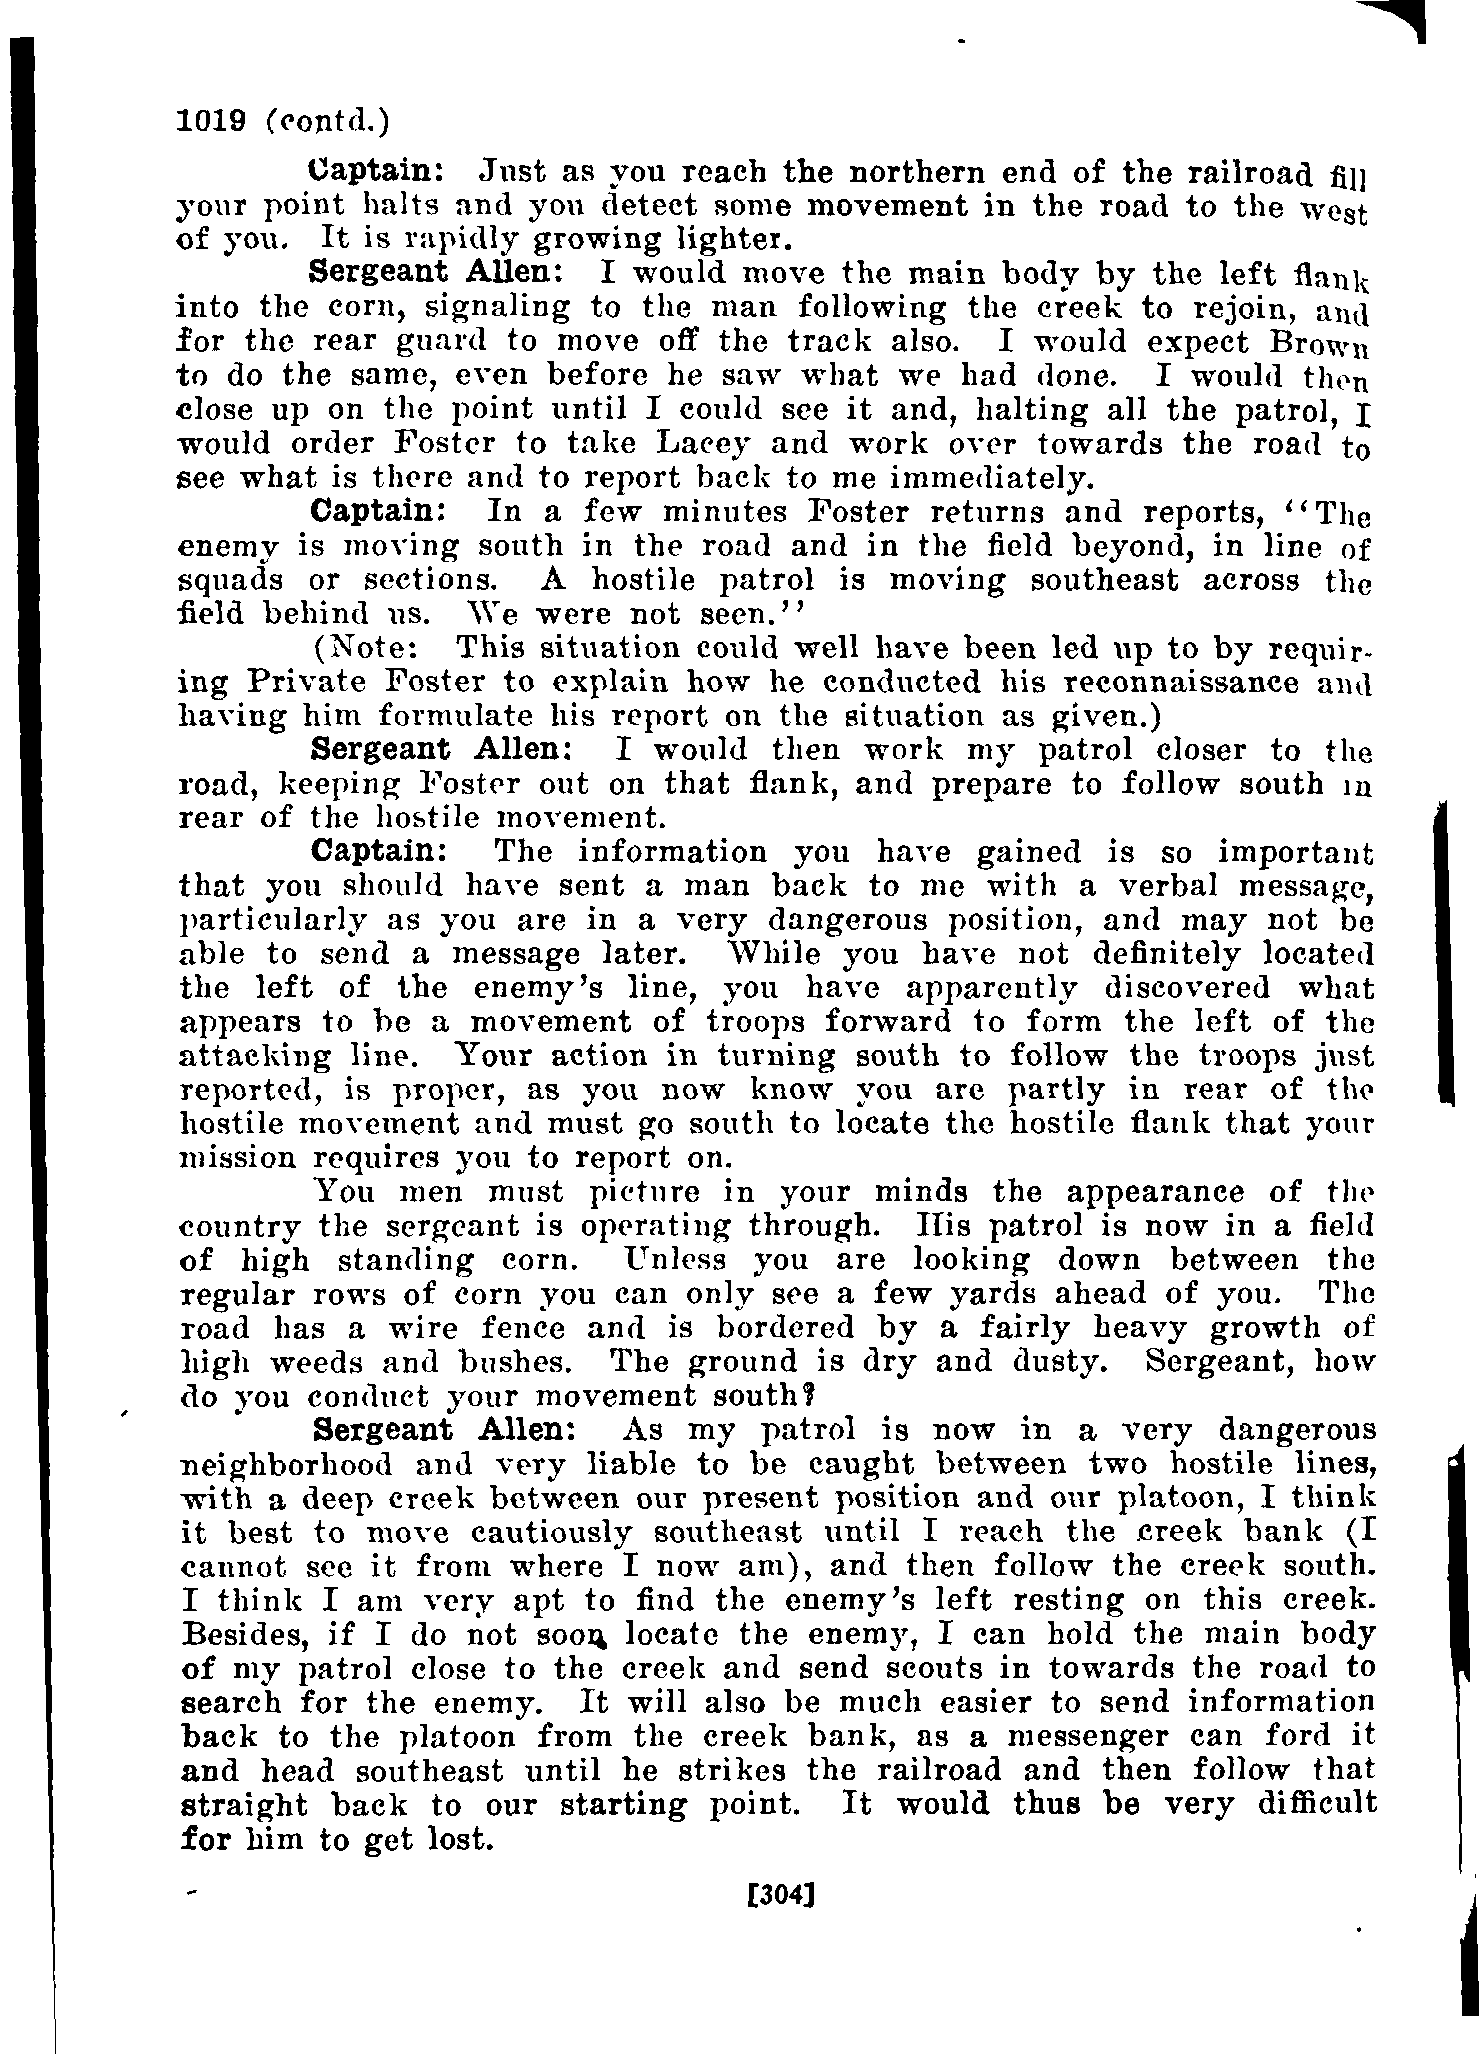 1019 (contd.)
Captain: Just as you reach the northern end of the railroad fill
your point halts and you detect some movement in the road to the west
of you. It is rapidly growing lighter.
Sergeant Allen: I would move the main body by the left flank
into the corn, signaling to the man following the creek to rejoin, and
for the rear guard to move off the track also. I would expect Brown
to do the same, even before he saw what we had done. I would then
close up on the point until I could see it and, halting all the patrol, I
would order Foster to take Lacey and work over towards the road to
see what is there and to report back to me immediately.
Captain: In a few minutes Foster returns and reports, "The
enemy is moving south in the road and in the field beyond, in line of
squads or sections. A hostile patrol is moving southeast across the
field behind us. We were not seen."
(Note: This situation could well have been led up to by requir-
ing Private Foster to explain how he conducted his reconnaissance and
having him formulate his report on the situation as given.)
Sergeant Allen: I would then work my patrol closer to the
road, keeping Foster out on that flank, and prepare to follow south in
rear of the hostile movement.
Captain: The information you have gained is so important
that you should have sent a man back to me with a verbal message,
particularly as you are in a very dangerous position, and may not be
able to send a message later. While you have not definitely located
the left of the enemy's line, you have apparently discovered what
appears to be a movement of troops forward to form the left of the
attacking line. Your action in turning south to follow the troops just
reported, is proper, as you now know you are partly in rear of the
hostile movement and must go south to locate the hostile flank that your
mission requires you to report on.
You men must picture in your minds the appearance of the
country the sergeant is operating through. His patrol is now in a field
of high standing corn. Unless you are looking down between the
regular rows of corn you can only see a few yards ahead of you. The
road has a wire fence and is bordered by a fairly heavy growth of
high weeds and bushes. The ground is dry and dusty. Sergeant, how
do you conduct your movement south?
Sergeant Allen: As my patrol is now in a very dangerous
neighborhood and very liable to be caught between two hostile lines,
with a deep creek between our present position and our platoon, I think
it best to move cautiously southeast until I reach the creek bank (I
cannot see it from where I now am), and then follow the creek south.
I think I am very apt to find the enemy's left resting on this creek.
Besides, if I do not soon locate the enemy, I can hold the main body
of my patrol close to the creek and send scouts in towards the road to
search for the enemy. It will also be much easier to send information
back to the platoon from the creek bank, as a messenger can ford it
and head southeast until he strikes the railroad and then follow that
straight back to our starting point. It would thus be very difficult
for him to get lost.
[304]